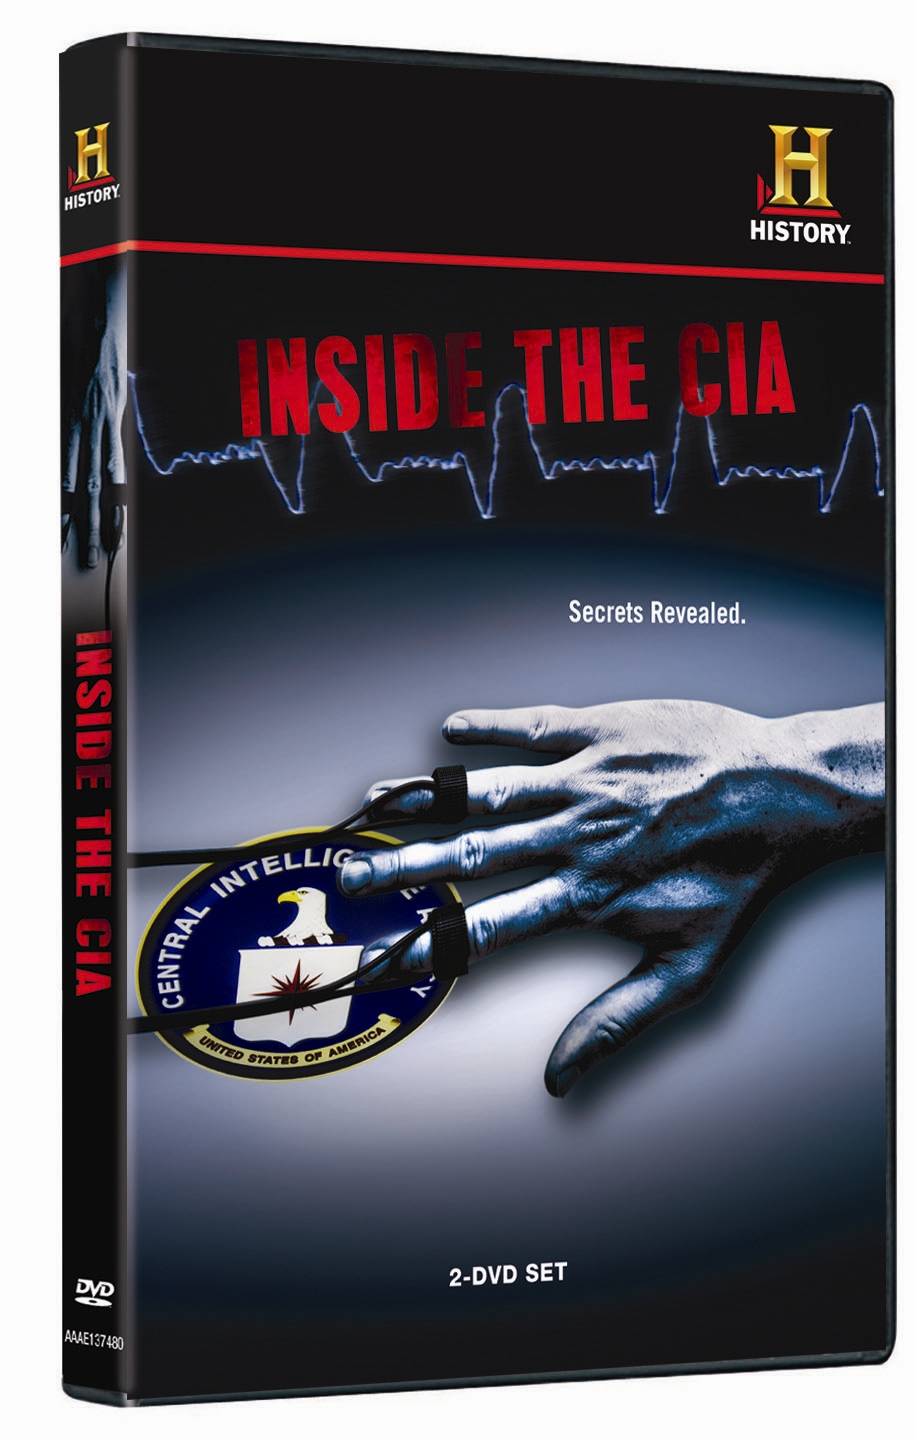 H
HISTORY
INSIDE THE CIA
DVD
AAAE137480
H
HISTORY
INSIDE THE CIA
Secrets Revealed.
CENTRAL INTELLIG
UNITED STATES OF AMERICA
2-DVD SET